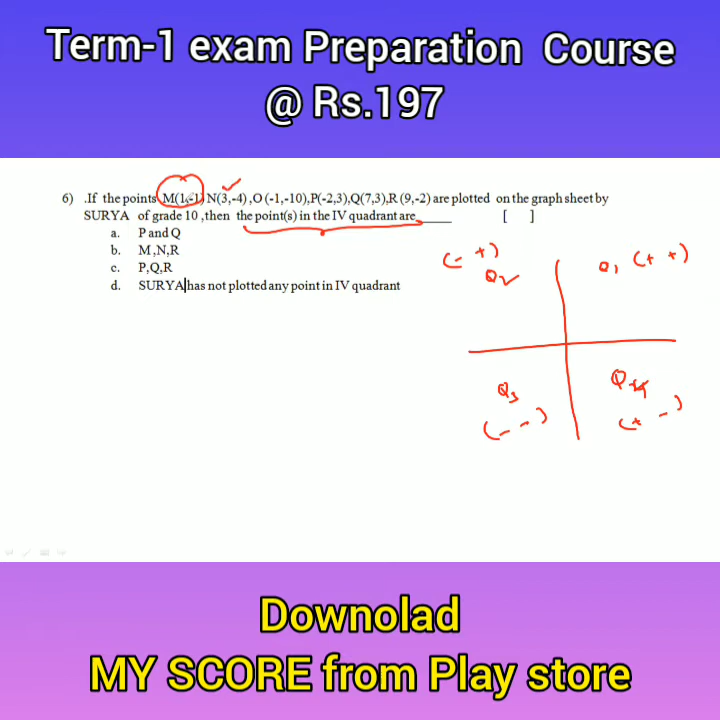 Term-1 exam Preparation Course
@ Rs.197
6) .If the points M(1,-1) N(3,-4) ,O (-1,-10),P(-2,3),Q(7,3),R (9,-2) are plotted on the graph sheet by
SURYA of grade 10 ,then the point(s) in the IV quadrant are ______ [ ]
a. P and Q
b. M,N,R
c. P,Q,R
d. SURYA has not plotted any point in IV quadrant
(- +)
Q2
Q1 (+ +)
Q3
(- -)
Q4
(+ -)
Downolad
MY SCORE from Play store